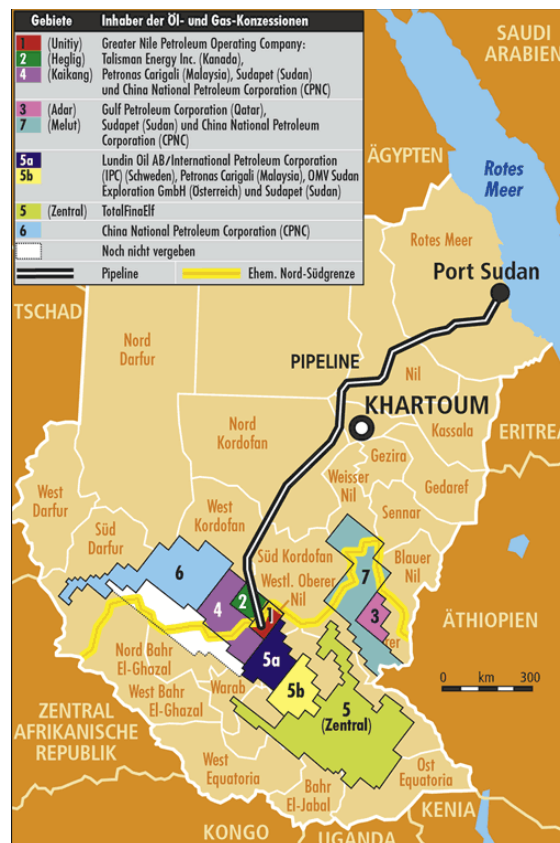 Gebiete Inhaber der Öl- und Gas-Konzessionen
1 (Unitiy) Greater Nile Petroleum Operating Company:
2 (Heglig) Talisman Energy Inc. (Kanada),
4 (Kaikang) Petronas Carigali (Malaysia), Sudapet (Sudan)
und China National Petroleum Corporation (CPNC)
3 (Adar) Gulf Petroleum Corporation (Qatar),
7 (Melut) Sudapet (Sudan) und China National Petroleum
Corporation (CPNC)
5a Lundin Oil AB/International Petroleum Corporation
5b (IPC) (Schweden), Petronas Carigali (Malaysia), OMV Sudan
Exploration GmbH (Österreich) und Sudapet (Sudan)
5 (Zentral) TotalFinaElf
6 China National Petroleum Corporation (CPNC)
Noch nicht vergeben
Pipeline Ehem. Nord-Südgrenze
SAUDI
ARABIEN
ÄGYPTEN
Rotes
Meer
Rotes Meer
Port Sudan
TSCHAD
Nord
Darfur
PIPELINE
Nil
KHARTOUM
Kassala
ERITREA
Nord
Kordofan
Gezira
Weisser
Nil
Gedaref
West
Darfur
West
Kordofan
Sennar
Süd
Darfur
Süd Kordofan
Blauer
Nil
6
4
2
Westl. Oberer
Nil
7
1
3
ÄTHIOPIEN
Nord Bahr
El-Ghazal
5a
rer
0 km 300
West Bahr
El-Ghazal
Warab
5b
5
(Zentral)
ZENTRAL
AFRIKANISCHE
REPUBLIK
West
Equatoria
Bahr
El-Jabal
Ost
Equatoria
KENIA
KONGO
UGANDA